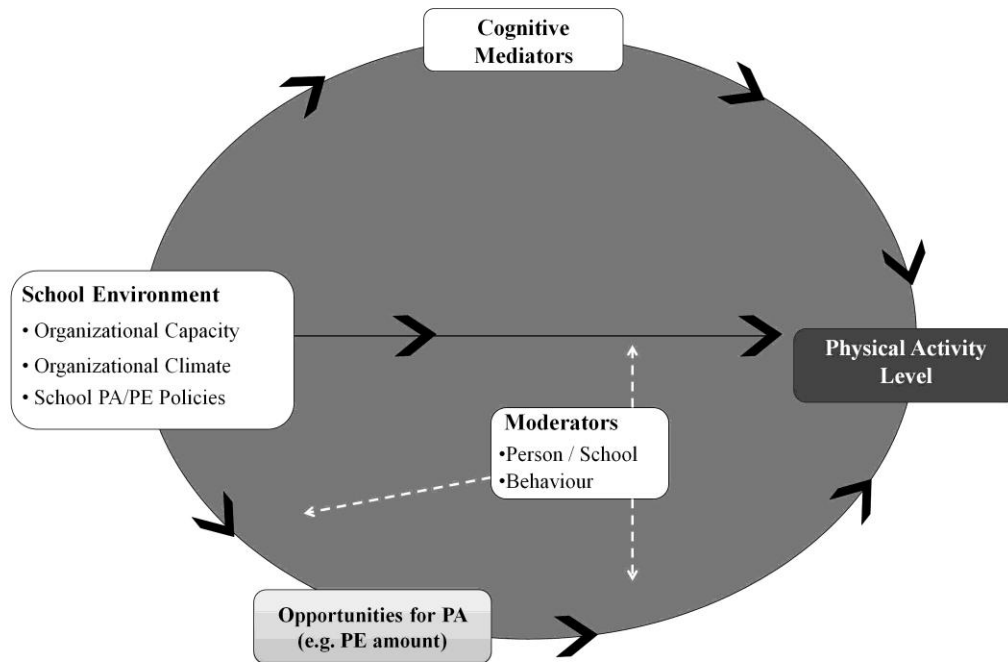 Cognitive
Mediators
School Environment
• Organizational Capacity
• Organizational Climate
• School PA/PE Policies
Physical Activity
Level
Moderators
•Person / School
•Behaviour
Opportunities for PA
(e.g. PE amount)